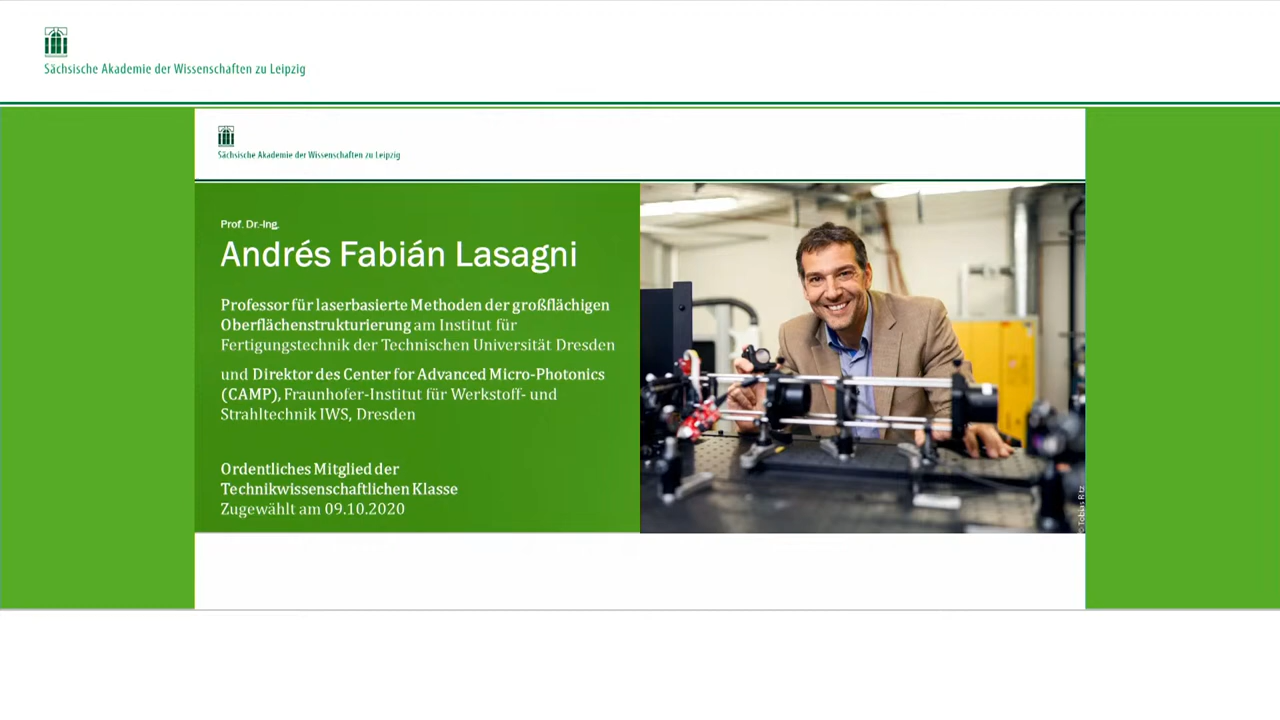 Sächsische Akademie der Wissenschaften zu Leipzig
Sächsische Akademie der Wissenschaften zu Leipzig
Prof. Dr.-Ing.
Andrés Fabián Lasagni
Professor für laserbasierte Methoden der großflächigen
Oberflächenstrukturierung am Institut für
Fertigungstechnik der Technischen Universität Dresden
und Direktor des Center for Advanced Micro-Photonics
(CAMP), Fraunhofer-Institut für Werkstoff- und
Strahltechnik IWS, Dresden
Ordentliches Mitglied der
Technikwissenschaftlichen Klasse
Zugewählt am 09.10.2020
© Tobias Ritz